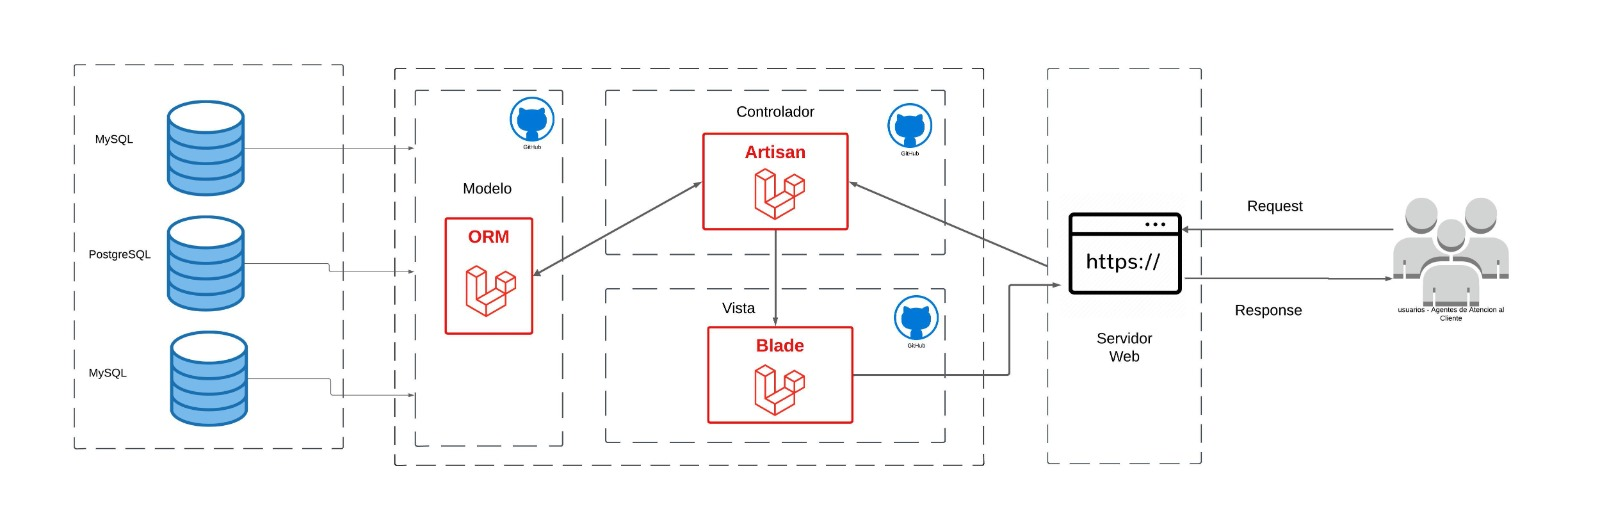 MySQL
PostgreSQL
MySQL
GitHub
Modelo
ORM
Controlador
GitHub
Artisan
Vista
GitHub
Blade
https://
Servidor
Web
Request
Response
usuarios - Agentes de Atencion al
Cliente